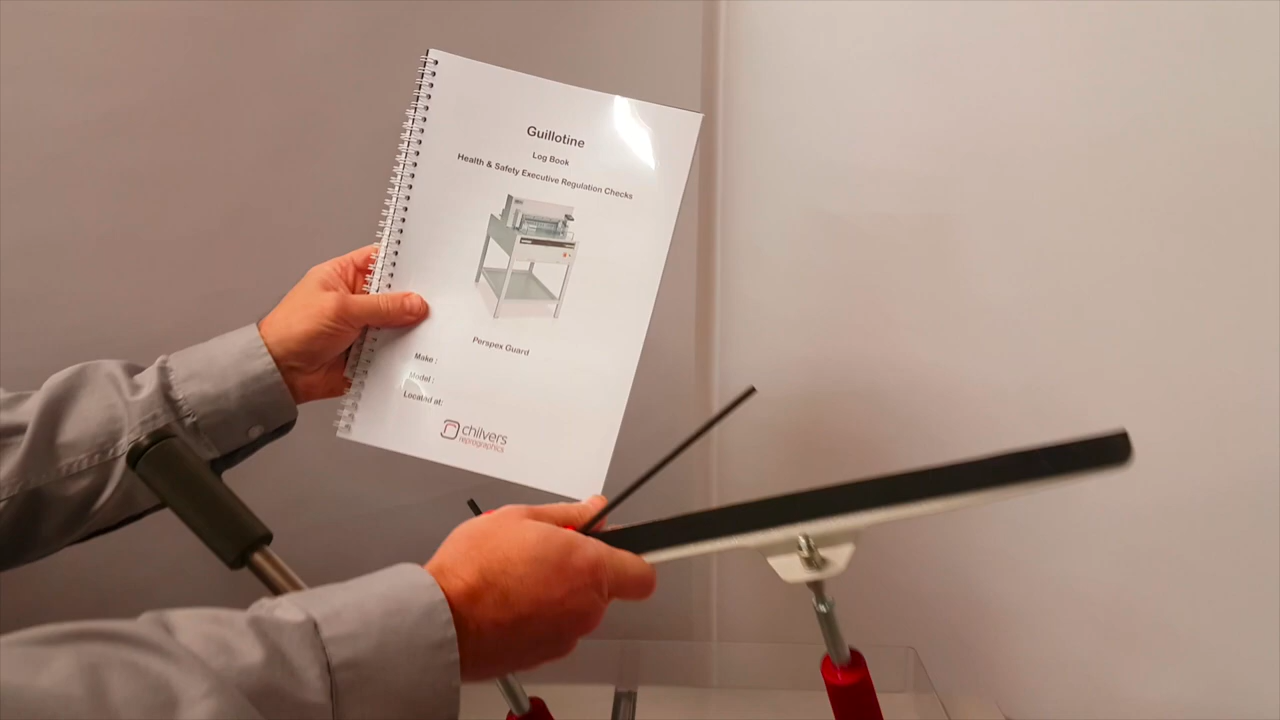 Guillotine
Log Book
Health & Safety Executive Regulation Checks
Perspex Guard
Make :
Model :
Located at:
chilvers
reprographics